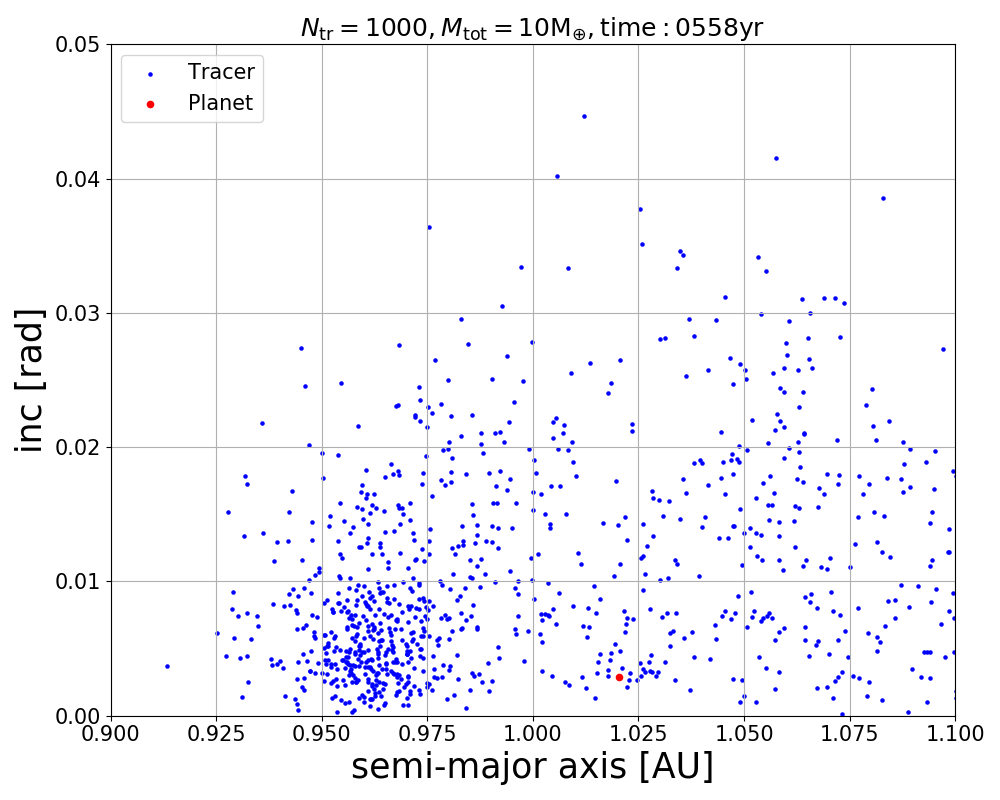 N_tr = 1000, M_tot = 10M_⊕, time : 0558yr
0.05
Tracer
Planet
0.04
0.03
inc [rad]
0.02
0.01
0.00
0.900 0.925 0.950 0.975 1.000 1.025 1.050 1.075 1.100
semi-major axis [AU]